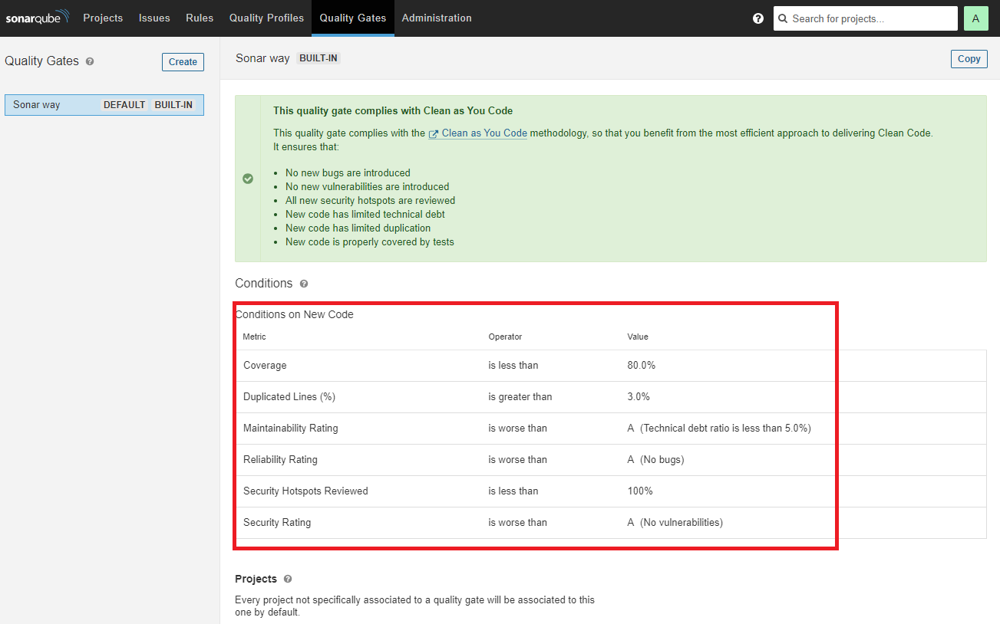 sonarqube Projects Issues Rules Quality Profiles Quality Gates Administration ? Search for projects... A
Quality Gates ? Create
Sonar way DEFAULT BUILT-IN
Sonar way BUILT-IN Copy
This quality gate complies with Clean as You Code
This quality gate complies with the Clean as You Code methodology, so that you benefit from the most efficient approach to delivering Clean Code.
It ensures that:
• No new bugs are introduced
• No new vulnerabilities are introduced
• All new security hotspots are reviewed
• New code has limited technical debt
• New code has limited duplication
• New code is properly covered by tests
Conditions ?
Conditions on New Code
Metric Operator Value
Coverage is less than 80.0%
Duplicated Lines (%) is greater than 3.0%
Maintainability Rating is worse than A (Technical debt ratio is less than 5.0%)
Reliability Rating is worse than A (No bugs)
Security Hotspots Reviewed is less than 100%
Security Rating is worse than A (No vulnerabilities)
Projects ?
Every project not specifically associated to a quality gate will be associated to this
one by default.